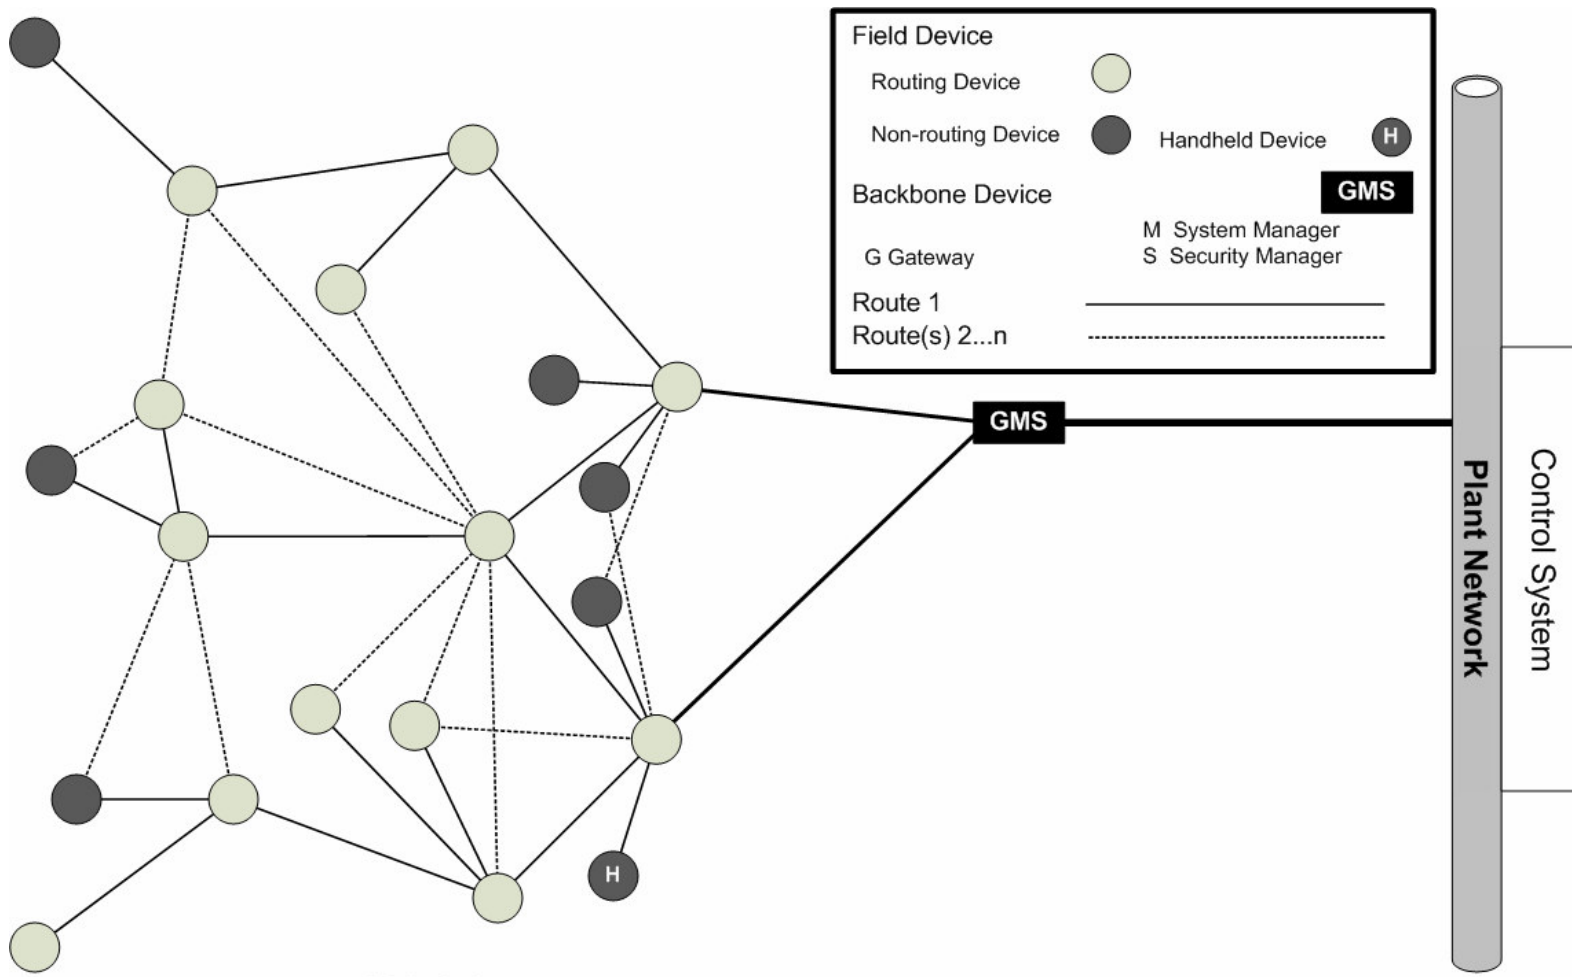 Field Device
Routing Device
Non-routing Device
Handheld Device
H
Backbone Device
GMS
M System Manager
G Gateway
S Security Manager
Route 1
Route(s) 2...n
GMS
Plant Network
Control System
H